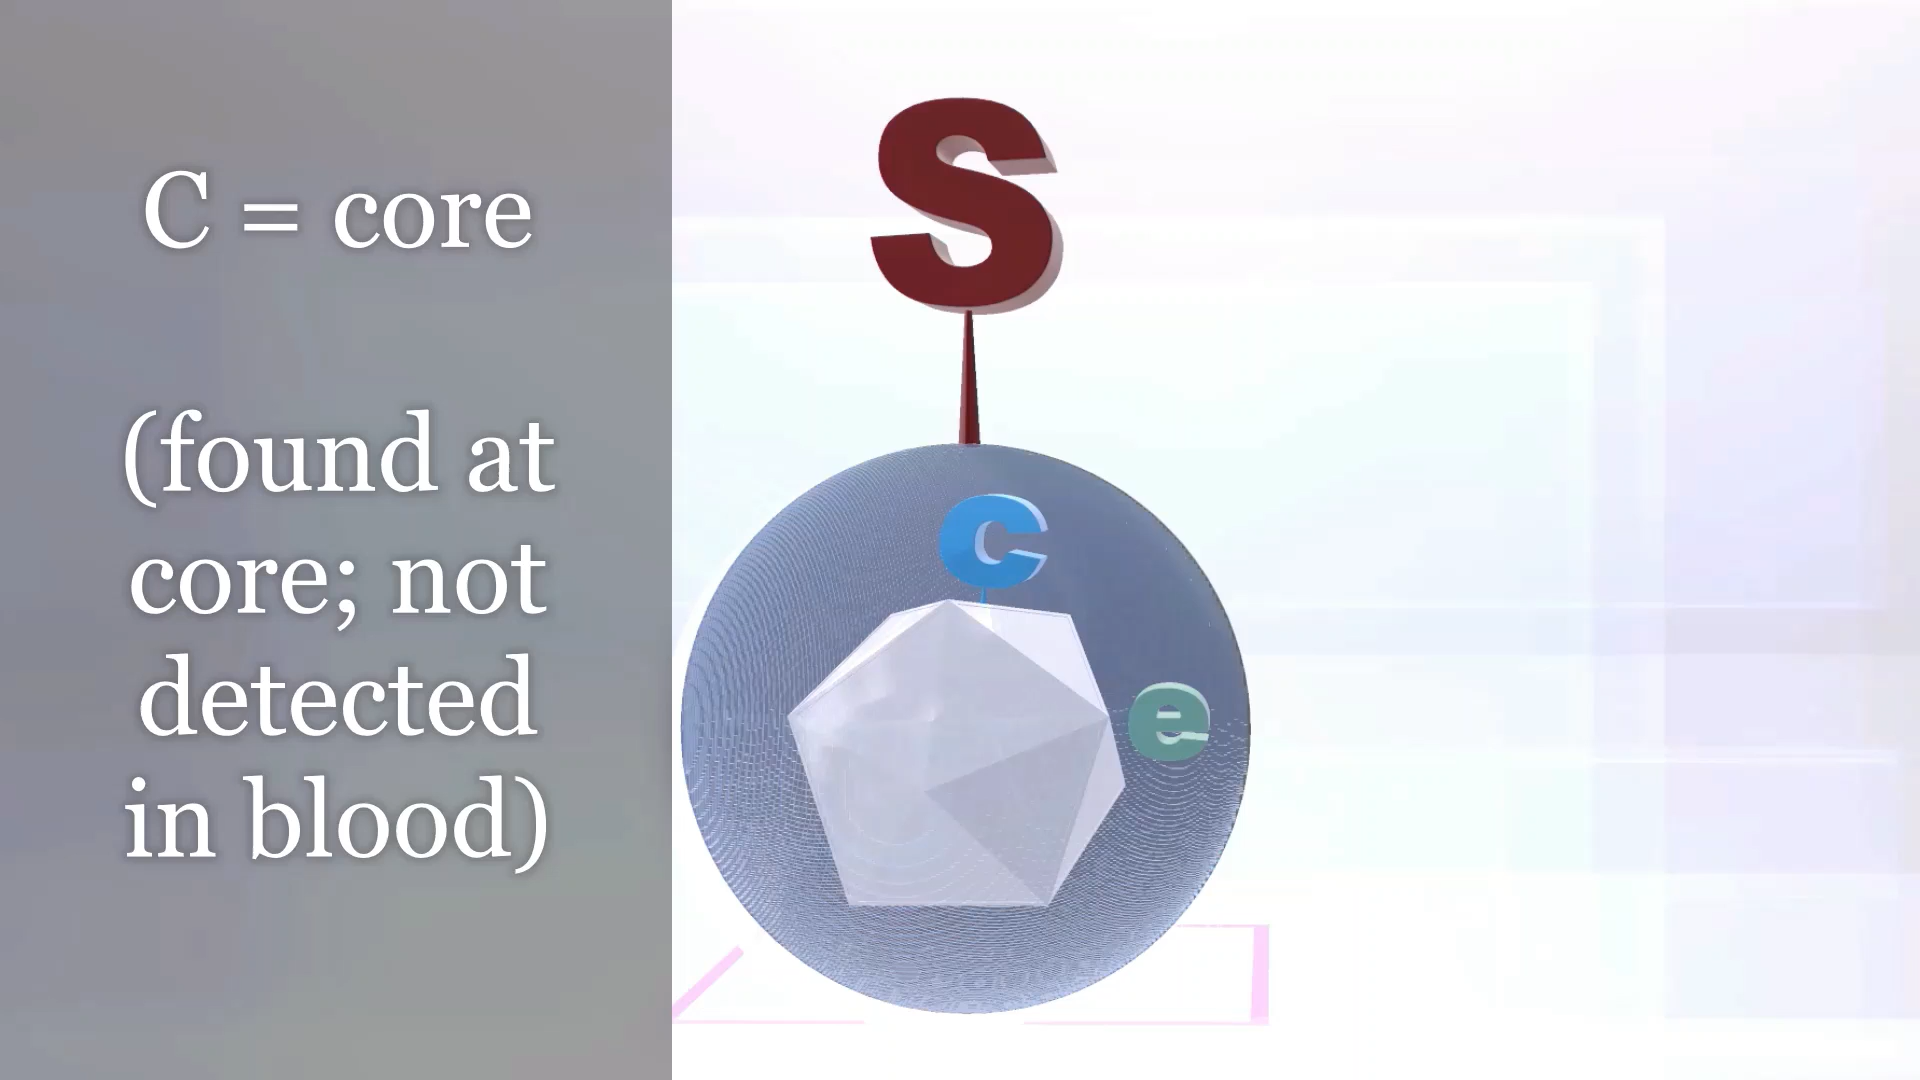 C = core
(found at
core; not
detected
in blood)
S
c
e